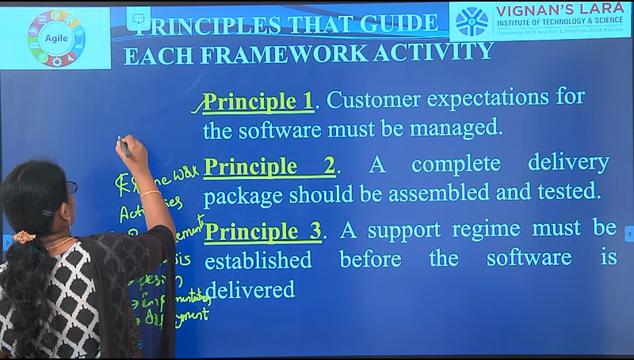 Agile
PRINCIPLES THAT GUIDE
EACH FRAMEWORK ACTIVITY
VIGNAN'S LARA
INSTITUTE OF TECHNOLOGY & SCIENCE
Principle 1. Customer expectations for
the software must be managed.
Principle 2. A complete delivery
package should be assembled and tested.
Principle 3. A support regime must be
established before the software is
delivered
Activities